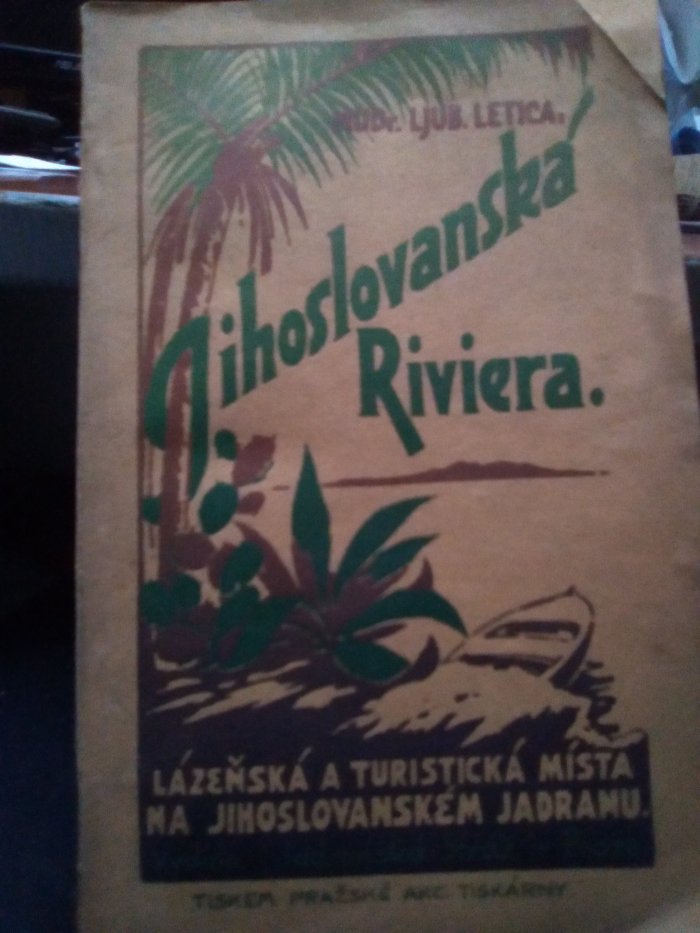 MUDr. LJUB. LETICA.
Jihoslovanská
Riviera.
LÁZEŇSKÁ A TURISTICKÁ MÍSTA
NA JIHOSLOVANSKÉM JADRANU.
TISKEM PRAŽSKÉ AKC. TISKÁRNY